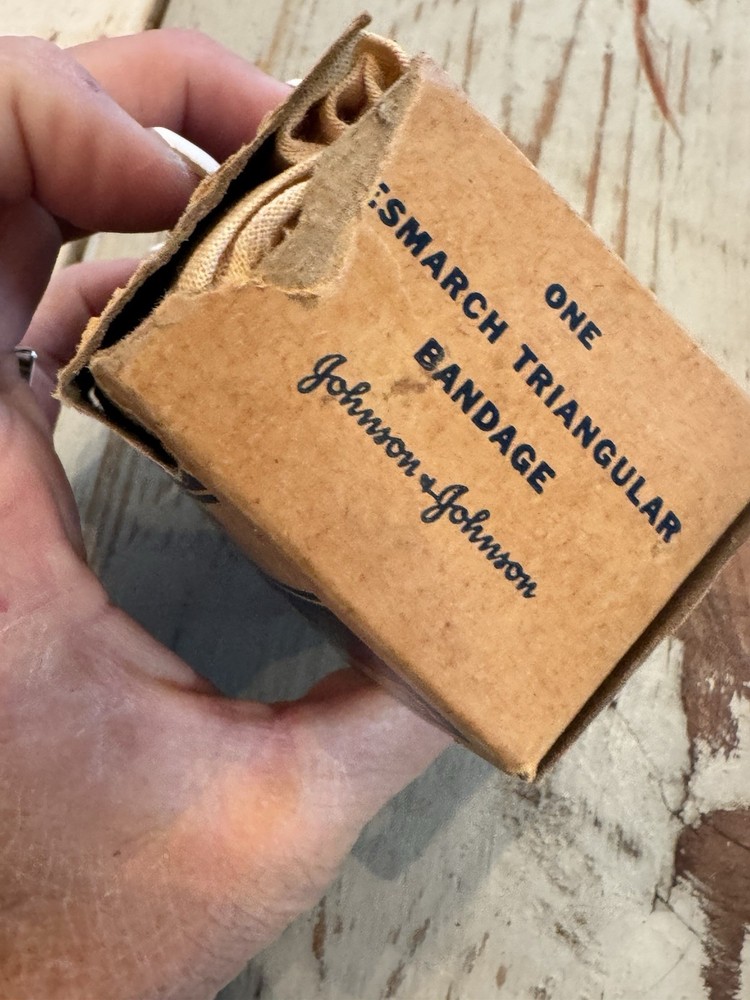 ONE
ESMARCH TRIANGULAR
BANDAGE
Johnson & Johnson